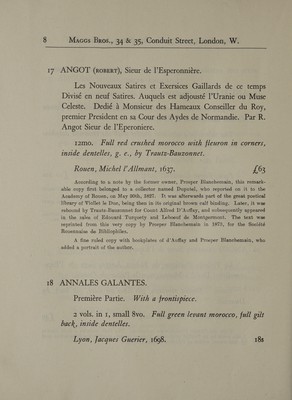 8 MAGGS BROS., 34 & 35, Conduit Street, London, W.
17 ANGOT (ROBERT), Sieur de l'Esperonnière.
Les Nouveaux Satires et Exersices Gaillards de ce temps
Divisé en neuf Satires. Auquels est adjousté l'Uranie ou Muse
Celeste. Dedié à Monsieur des Hameaux Conseiller du Roy,
premier President en sa Cour des Aydes de Normandie. Par R.
Angot Sieur de l'Eperoniere.
12mo. Full red crushed morocco with fleuron in corners,
inside dentelles, g. e., by Trautz-Bauzonnet.
Rouen, Michel l'Allmant, 1637. £63
According to a note by the former owner, Prosper Blanchemain, this remark-
able copy first belonged to a collector named Duputel, who reported on it to the
Academy of Rouen, on May 20th, 1837. It was afterwards part of the great poetical
library of Viollet le Duc, being then in its original brown calf binding. Later, it was
rebound by Trautz-Bauzonnet for Count Alfred D'Auffay, and subsequently appeared
in the sales of Edouard Turquety and Lebœuf de Montgermont. The text was
reprinted from this very copy by Prosper Blanchemain in 1872, for the Société
Rouennaise de Bibliophiles.
A fine ruled copy with bookplates of d'Auffay and Prosper Blanchemain, who
added a portrait of the author.
18 ANNALES GALANTES.
Première Partie. With a frontispiece.
2 vols. in 1, small 8vo. Full green levant morocco, full gilt
back, inside dentelles.
Lyon, Jacques Guerier, 1698. 18s